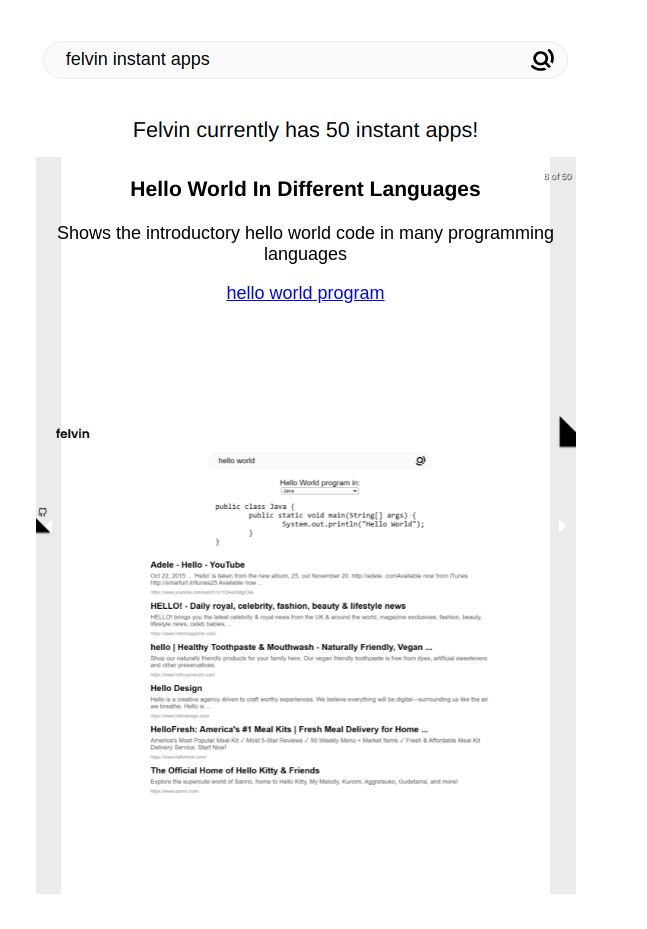 felvin instant apps
Felvin currently has 50 instant apps!
8 of 50
Hello World In Different Languages
Shows the introductory hello world code in many programming
languages
hello world program
felvin
hello world
Hello World program in:
Java
public class Java {
public static void main(String[] args) {
System.out.println("Hello World");
}
}
Adele - Hello - YouTube
Oct 22, 2015 ... 'Hello' is taken from the new album, 25, out November 20. http://adele. comAvailable now from iTunes
http://smarturl.it/itunes25 Available now ...
HELLO! - Daily royal, celebrity, fashion, beauty & lifestyle news
HELLO! brings you the latest celebrity & royal news from the UK & around the world, magazine exclusives, fashion, beauty,
lifestyle news, celeb babies, ...
https://www.hellomagazine.com/
hello | Healthy Toothpaste & Mouthwash - Naturally Friendly, Vegan ...
Shop our naturally friendly products for your family here. Our vegan friendly toothpaste is free from dyes, artificial sweeteners
and other preservatives.
https://www.hello-products.com/
Hello Design
Hello is a creative agency driven to craft worthy experiences. We believe everything will be digital—surrounding us like the air
we breathe. Hello is ...
https://www.hellodesign.com/
HelloFresh: America's #1 Meal Kits | Fresh Meal Delivery for Home ...
America's Most Popular Meal Kit ✓ Most 5-Star Reviews ✓ 50 Weekly Menu + Market Items ✓ Fresh & Affordable Meal Kit
Delivery Service. Start Now!
https://www.hellofresh.com/
The Official Home of Hello Kitty & Friends
Explore the supercute world of Sanrio, home to Hello Kitty, My Melody, Kuromi, Aggretsuko, Gudetama, and more!
https://www.sanrio.com/